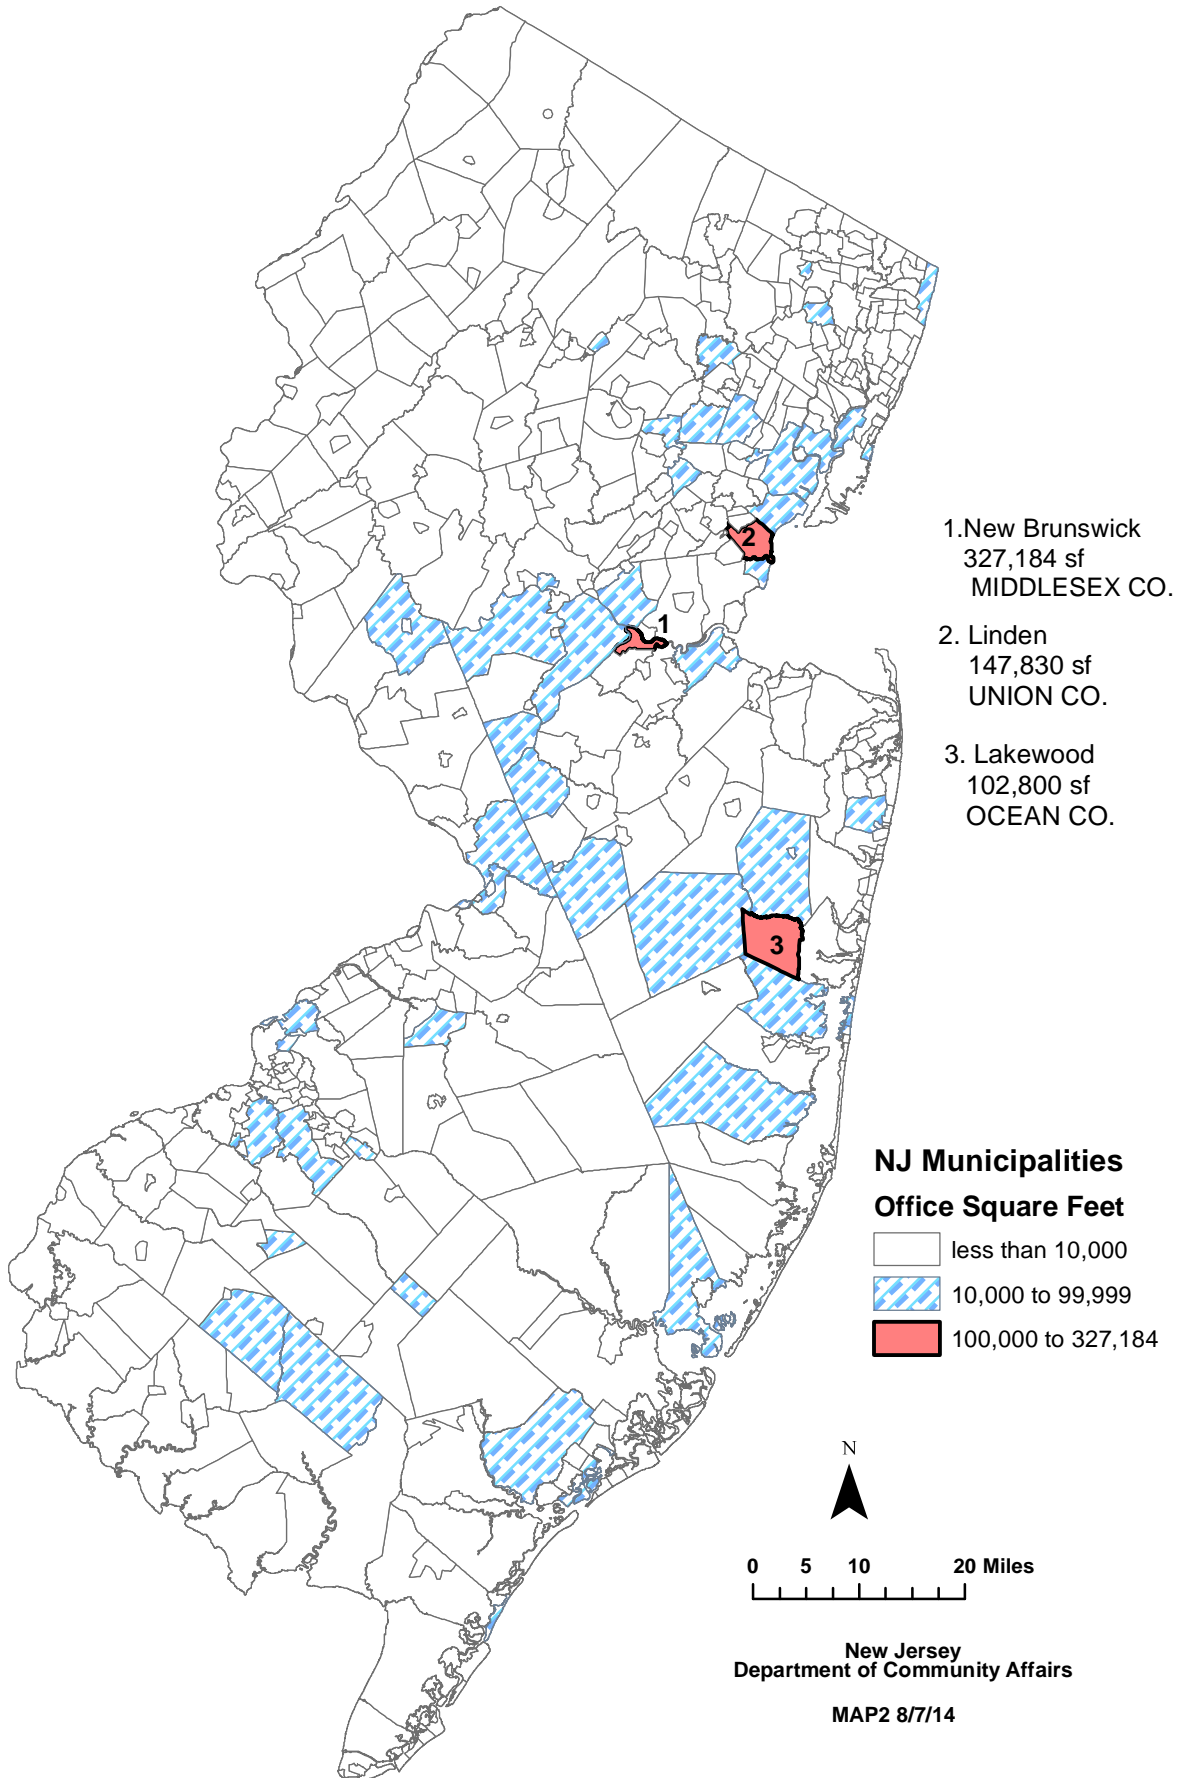 2
1
3
1.New Brunswick
327,184 sf
MIDDLESEX CO.
2. Linden
147,830 sf
UNION CO.
3. Lakewood
102,800 sf
OCEAN CO.
NJ Municipalities
Office Square Feet
less than 10,000
10,000 to 99,999
100,000 to 327,184
N
0 5 10 20 Miles
New Jersey
Department of Community Affairs
MAP2 8/7/14